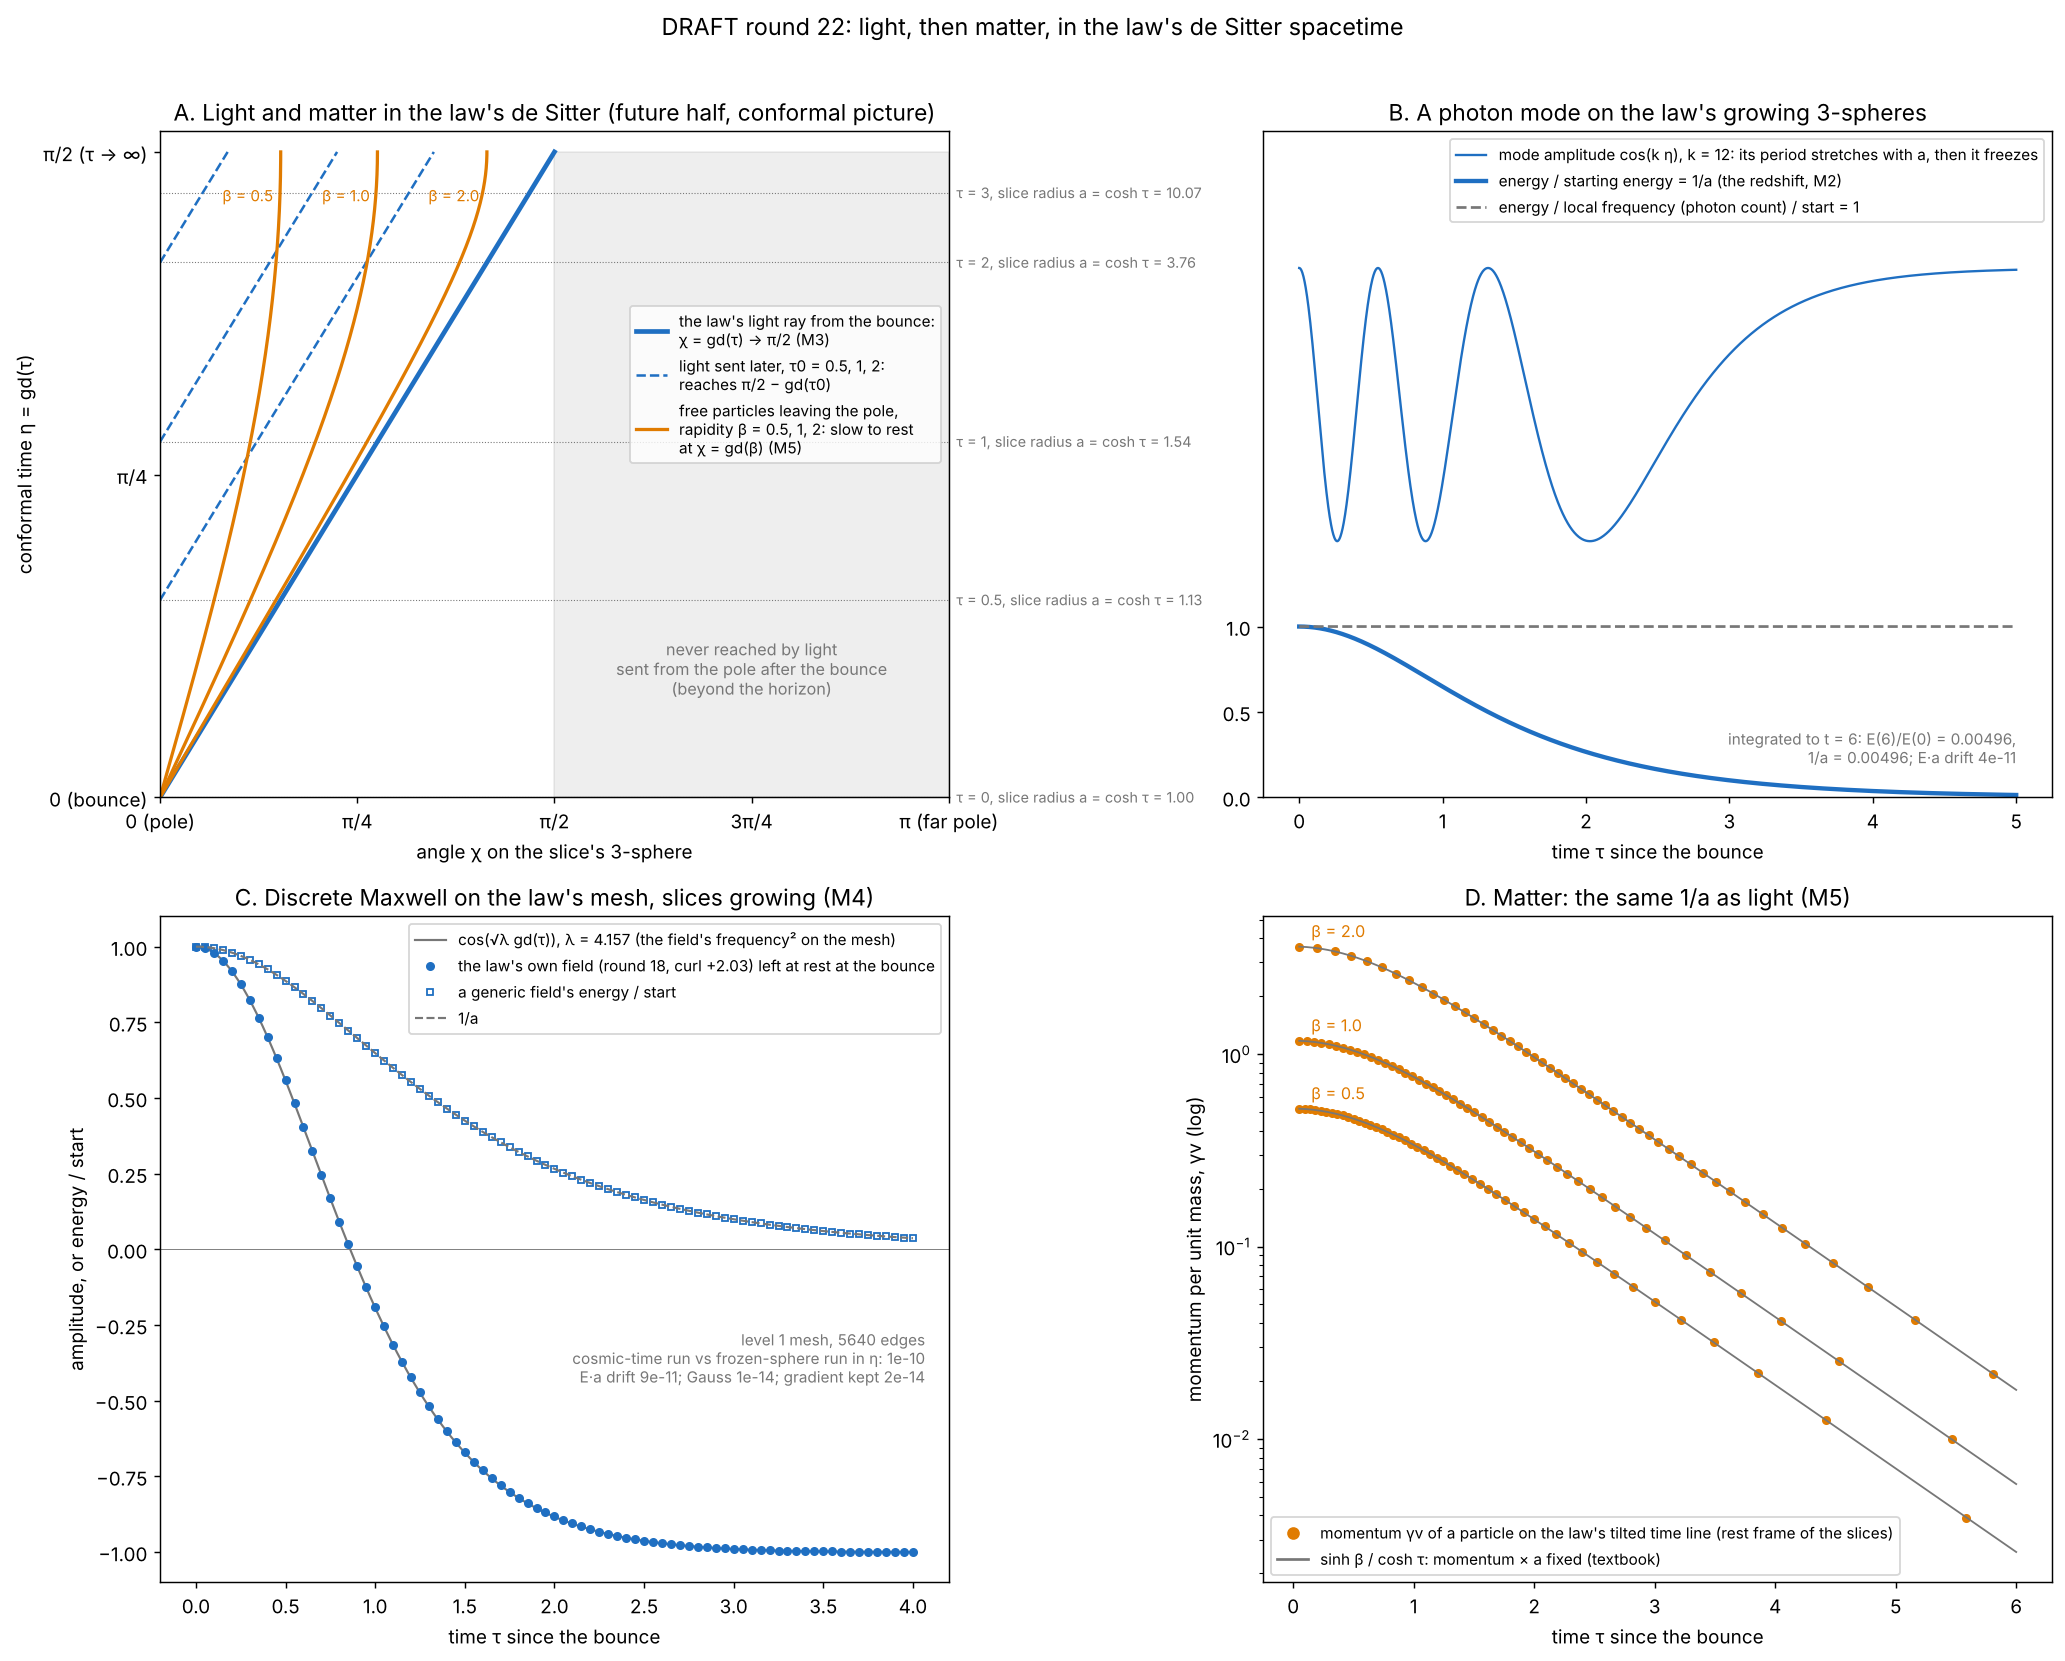 DRAFT round 22: light, then matter, in the law's de Sitter spacetime
A. Light and matter in the law's de Sitter (future half, conformal picture)
conformal time η = gd(τ)
π/2 (τ → ∞)
π/4
0 (bounce)
β = 0.5
β = 1.0
β = 2.0
the law's light ray from the bounce:
χ = gd(τ) → π/2 (M3)
light sent later, τ0 = 0.5, 1, 2:
reaches π/2 − gd(τ0)
free particles leaving the pole,
rapidity β = 0.5, 1, 2: slow to rest
at χ = gd(β) (M5)
never reached by light
sent from the pole after the bounce
(beyond the horizon)
τ = 3, slice radius a = cosh τ = 10.07
τ = 2, slice radius a = cosh τ = 3.76
τ = 1, slice radius a = cosh τ = 1.54
τ = 0.5, slice radius a = cosh τ = 1.13
τ = 0, slice radius a = cosh τ = 1.00
0 (pole)
π/4
π/2
3π/4
π (far pole)
angle χ on the slice's 3-sphere
B. A photon mode on the law's growing 3-spheres
mode amplitude cos(k η), k = 12: its period stretches with a, then it freezes
energy / starting energy = 1/a (the redshift, M2)
energy / local frequency (photon count) / start = 1
1.0
0.5
0.0
integrated to t = 6: E(6)/E(0) = 0.00496,
1/a = 0.00496; E·a drift 4e-11
0 1 2 3 4 5
time τ since the bounce
C. Discrete Maxwell on the law's mesh, slices growing (M4)
amplitude, or energy / start
1.00
0.75
0.50
0.25
0.00
−0.25
−0.50
−0.75
−1.00
cos(√λ gd(τ)), λ = 4.157 (the field's frequency² on the mesh)
the law's own field (round 18, curl +2.03) left at rest at the bounce
a generic field's energy / start
1/a
level 1 mesh, 5640 edges
cosmic-time run vs frozen-sphere run in η: 1e-10
E·a drift 9e-11; Gauss 1e-14; gradient kept 2e-14
0.0 0.5 1.0 1.5 2.0 2.5 3.0 3.5 4.0
time τ since the bounce
D. Matter: the same 1/a as light (M5)
momentum per unit mass, γv (log)
10⁰
10⁻¹
10⁻²
β = 2.0
β = 1.0
β = 0.5
momentum γv of a particle on the law's tilted time line (rest frame of the slices)
sinh β / cosh τ: momentum × a fixed (textbook)
0 1 2 3 4 5 6
time τ since the bounce